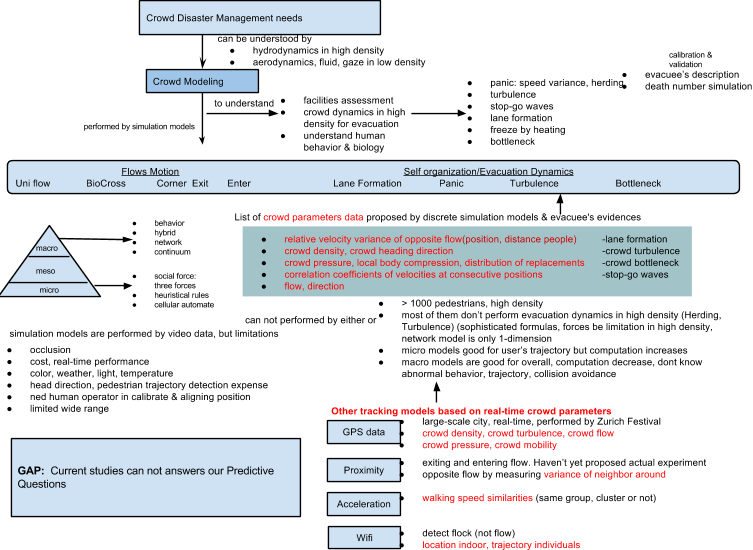 Crowd Disaster Management needs
can be understood by
hydrodynamics in high density
aerodynamics, fluid, gaze in low density
Crowd Modeling
to understand
performed by simulation models
facilities assessment
crowd dynamics in high
density for evacuation
understand human
behavior & biology
panic: speed variance, herding
turbulence
stop-go waves
lane formation
freeze by heating
bottleneck
calibration &
validation
evacuee's description
death number simulation
Flows Motion
Self organization/Evacuation Dynamics
Uni flow BioCross Corner Exit Enter Lane Formation Panic Turbulence Bottleneck
List of crowd parameters data proposed by discrete simulation models & evacuee's evidences
relative velocity variance of opposite flow(position, distance people) -lane formation
crowd density, crowd heading direction -crowd turbulence
crowd pressure, local body compression, distribution of replacements -crowd bottleneck
correlation coefficients of velocities at consecutive positions -stop-go waves
flow, direction
macro
meso
micro
behavior
hybrid
network
continuum
social force:
three forces
heuristical rules
cellular automate
simulation models are performed by video data, but limitations
occlusion
cost, real-time performance
color, weather, light, temperature
head direction, pedestrian trajectory detection expense
ned human operator in calibrate & aligning position
limited wide range
can not performed by either or
> 1000 pedestrians, high density
most of them don't perform evacuation dynamics in high density (Herding,
Turbulence) (sophisticated formulas, forces be limitation in high density,
network model is only 1-dimension
micro models good for user's trajectory but computation increases
macro models are good for overall, computation decrease, dont know
abnormal behavior, trajectory, collision avoidance
Other tracking models based on real-time crowd parameters
GPS data
large-scale city, real-time, performed by Zurich Festival
crowd density, crowd turbulence, crowd flow
crowd pressure, crowd mobility
Proximity
exiting and entering flow. Haven't yet proposed actual experiment
opposite flow by measuring variance of neighbor around
Acceleration
walking speed similarities (same group, cluster or not)
Wifi
detect flock (not flow)
location indoor, trajectory individuals
GAP: Current studies can not answers our Predictive
Questions